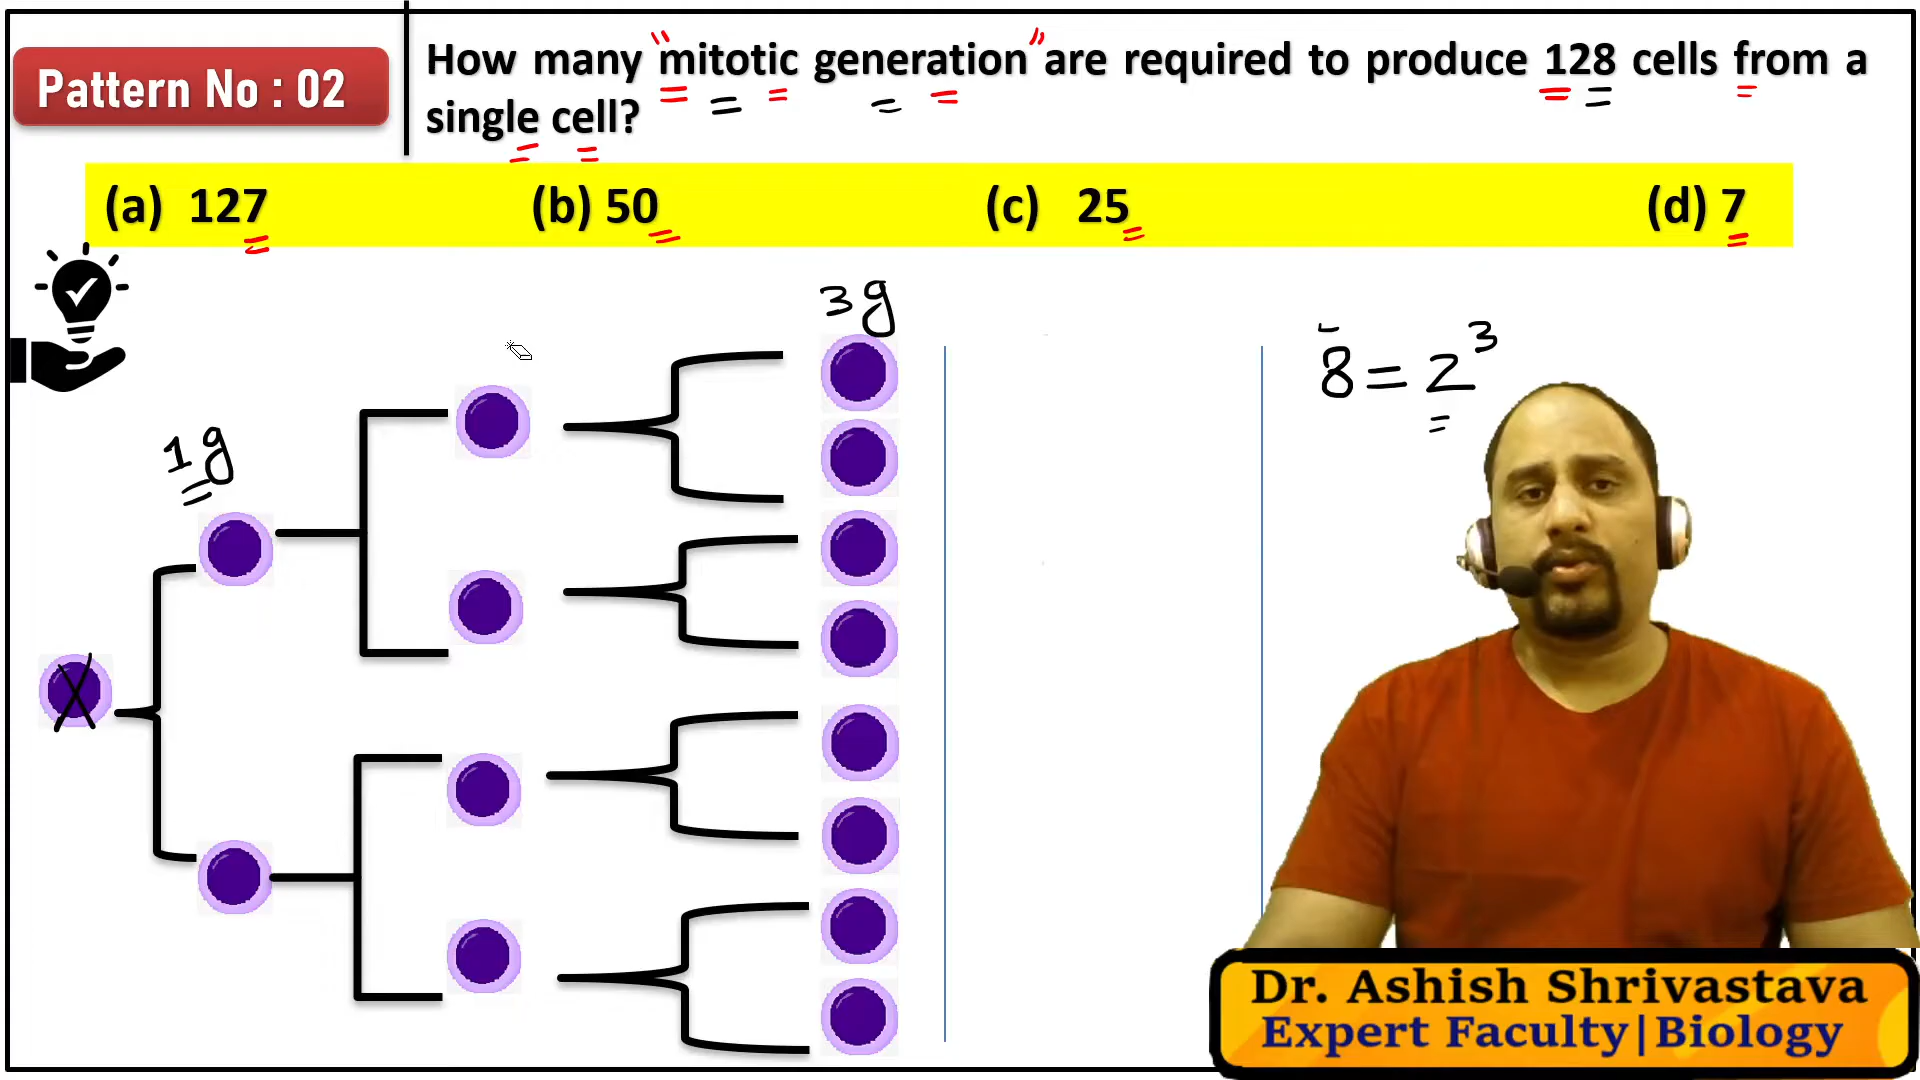 Pattern No : 02
How many "mitotic generation" are required to produce 128 cells from a
single cell?
(a) 127 (b) 50 (c) 25 (d) 7
3g
8 = 2³
1g
Dr. Ashish Shrivastava
Expert Faculty|Biology